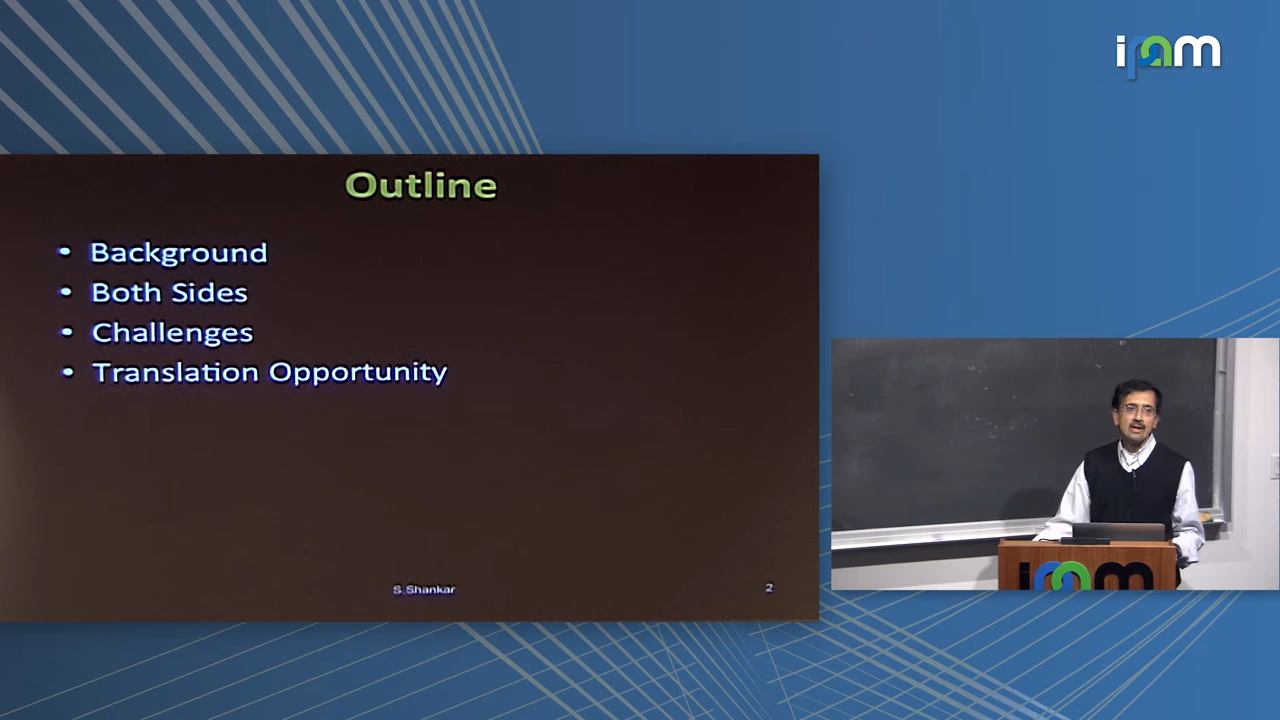 ipam
Outline
• Background
• Both Sides
• Challenges
• Translation Opportunity
S.Shankar
2
ipam